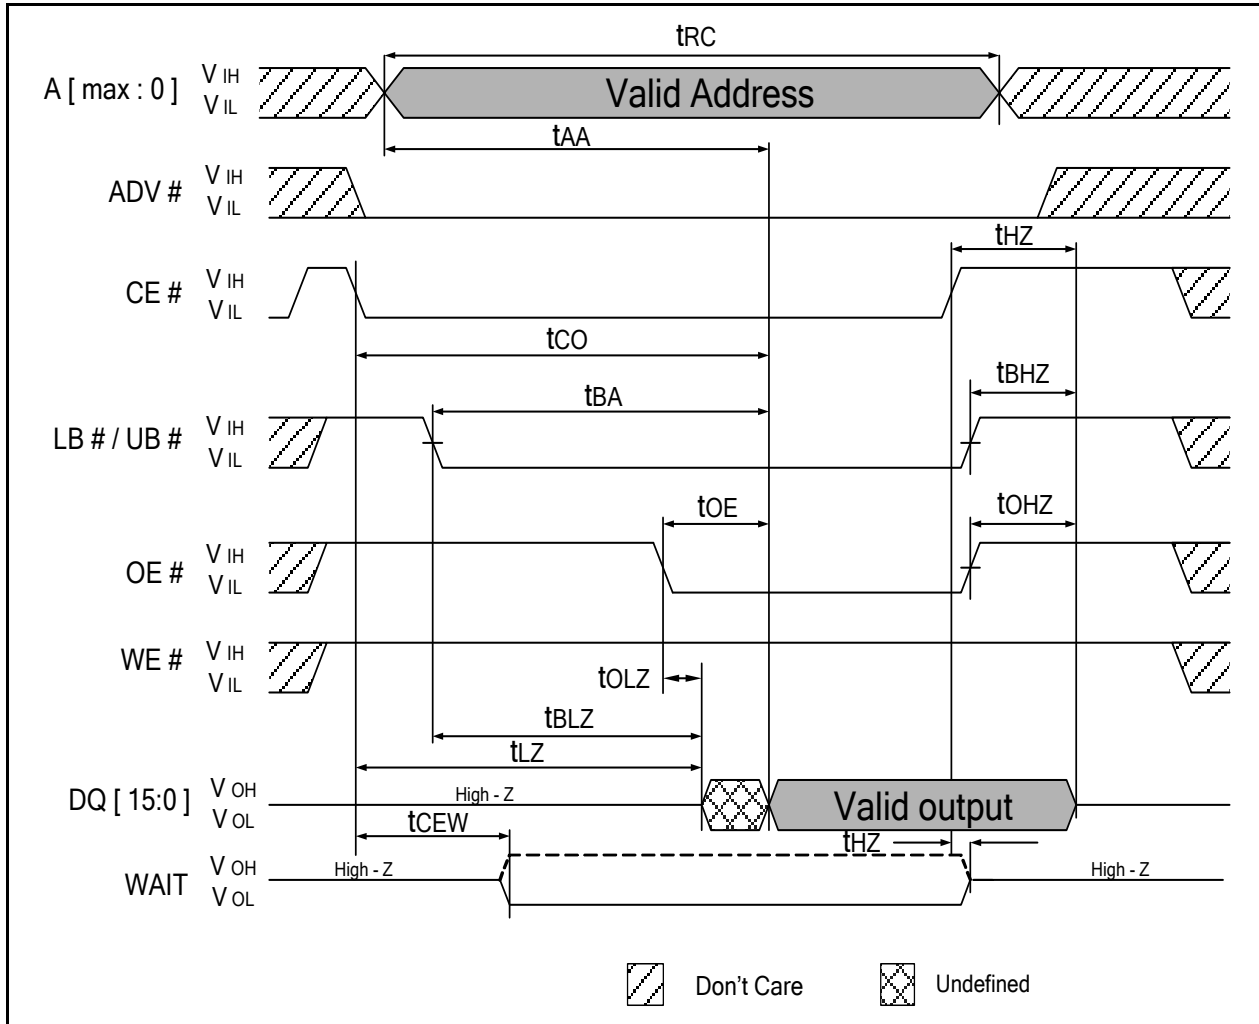 tRC
A [ max : 0 ] V IH Valid Address
V IL
tAA
ADV # V IH
V IL
tHZ
CE # V IH
V IL
tCO
tBHZ
tBA
LB # / UB # V IH
V IL
tOE tOHZ
OE # V IH
V IL
WE # V IH
V IL
tOLZ
tBLZ
tLZ
DQ [ 15:0 ] V OH High - Z Valid output
V OL
tCEW tHZ
WAIT V OH High - Z High - Z
V OL
Don't Care Undefined